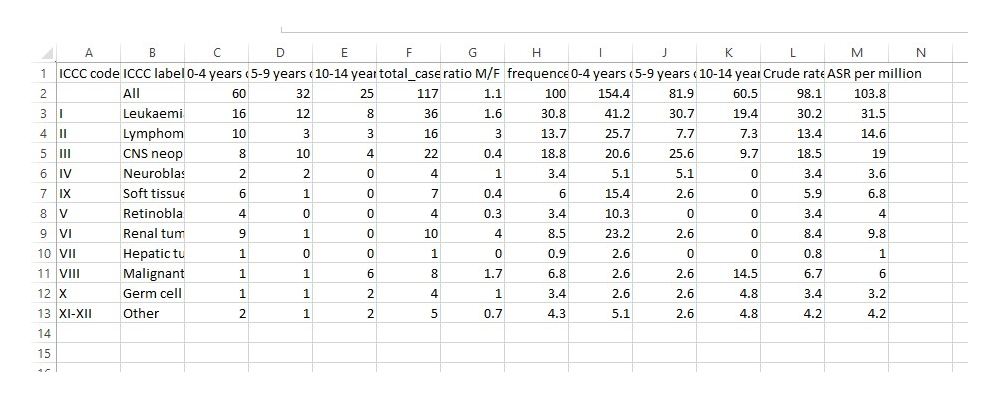 A B C D E F G H I J K L M N
1 ICCC code ICCC label 0-4 years c 5-9 years c 10-14 year total_case ratio M/F frequence 0-4 years c 5-9 years c 10-14 year Crude rate ASR per million
2 All 60 32 25 117 1.1 100 154.4 81.9 60.5 98.1 103.8
3 I Leukaemi 16 12 8 36 1.6 30.8 41.2 30.7 19.4 30.2 31.5
4 II Lymphom 10 3 3 16 3 13.7 25.7 7.7 7.3 13.4 14.6
5 III CNS neop 8 10 4 22 0.4 18.8 20.6 25.6 9.7 18.5 19
6 IV Neuroblas 2 2 0 4 1 3.4 5.1 5.1 0 3.4 3.6
7 IX Soft tissue 6 1 0 7 0.4 6 15.4 2.6 0 5.9 6.8
8 V Retinobla 4 0 0 4 0.3 3.4 10.3 0 0 3.4 4
9 VI Renal tum 9 1 0 10 4 8.5 23.2 2.6 0 8.4 9.8
10 VII Hepatic tu 1 0 0 1 0 0.9 2.6 0 0 0.8 1
11 VIII Malignant 1 1 6 8 1.7 6.8 2.6 2.6 14.5 6.7 6
12 X Germ cell 1 1 2 4 1 3.4 2.6 2.6 4.8 3.4 3.2
13 XI-XII Other 2 1 2 5 0.7 4.3 5.1 2.6 4.8 4.2 4.2
14
15